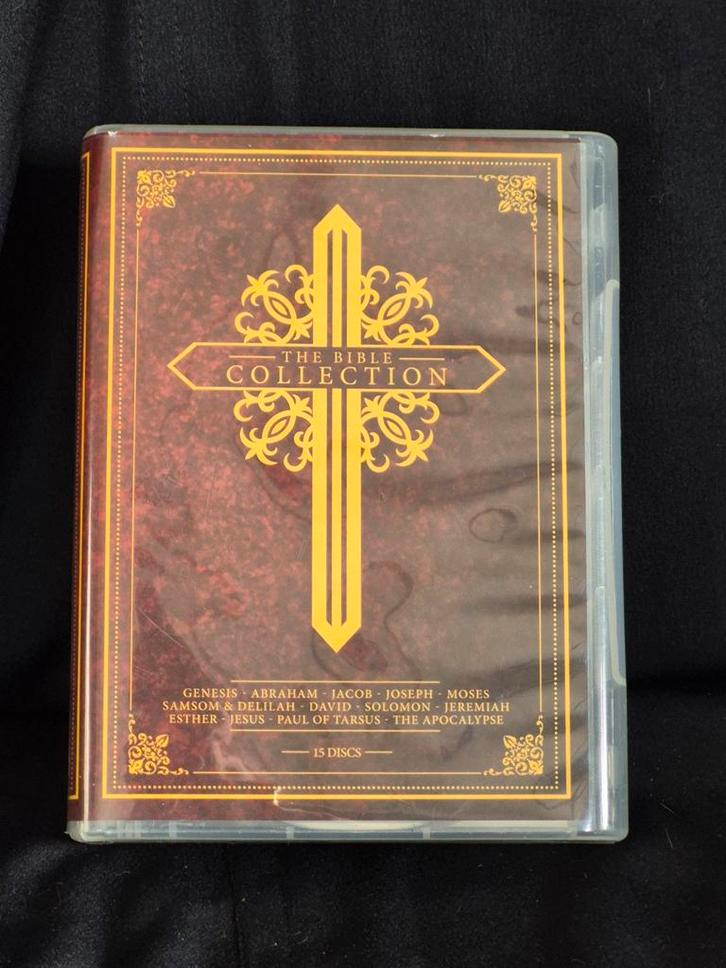 THE BIBLE
COLLECTION
GENESIS - ABRAHAM - JACOB - JOSEPH - MOSES
SAMSOM & DELILAH - DAVID - SOLOMON - JEREMIAH
ESTHER - JESUS - PAUL OF TARSUS - THE APOCALYPSE
15 DISCS